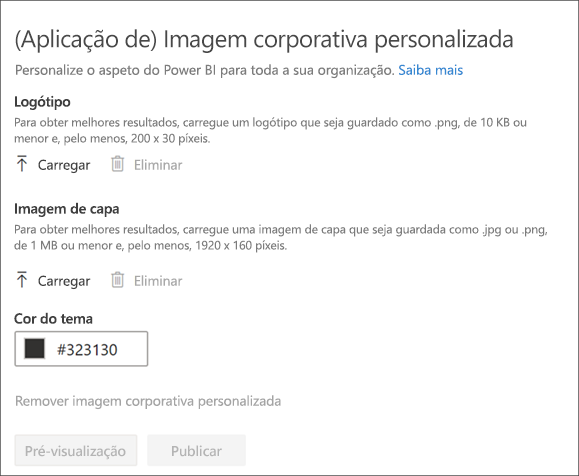 (Aplicação de) Imagem corporativa personalizada
Personalize o aspeto do Power BI para toda a sua organização. Saiba mais
Logótipo
Para obter melhores resultados, carregue um logótipo que seja guardado como .png, de 10 KB ou
menor e, pelo menos, 200 x 30 píxeis.
Carregar Eliminar
Imagem de capa
Para obter melhores resultados, carregue uma imagem de capa que seja guardada como .jpg ou .png,
de 1 MB ou menor e, pelo menos, 1920 x 160 píxeis.
Carregar Eliminar
Cor do tema
#323130
Remover imagem corporativa personalizada
Pré-visualização Publicar